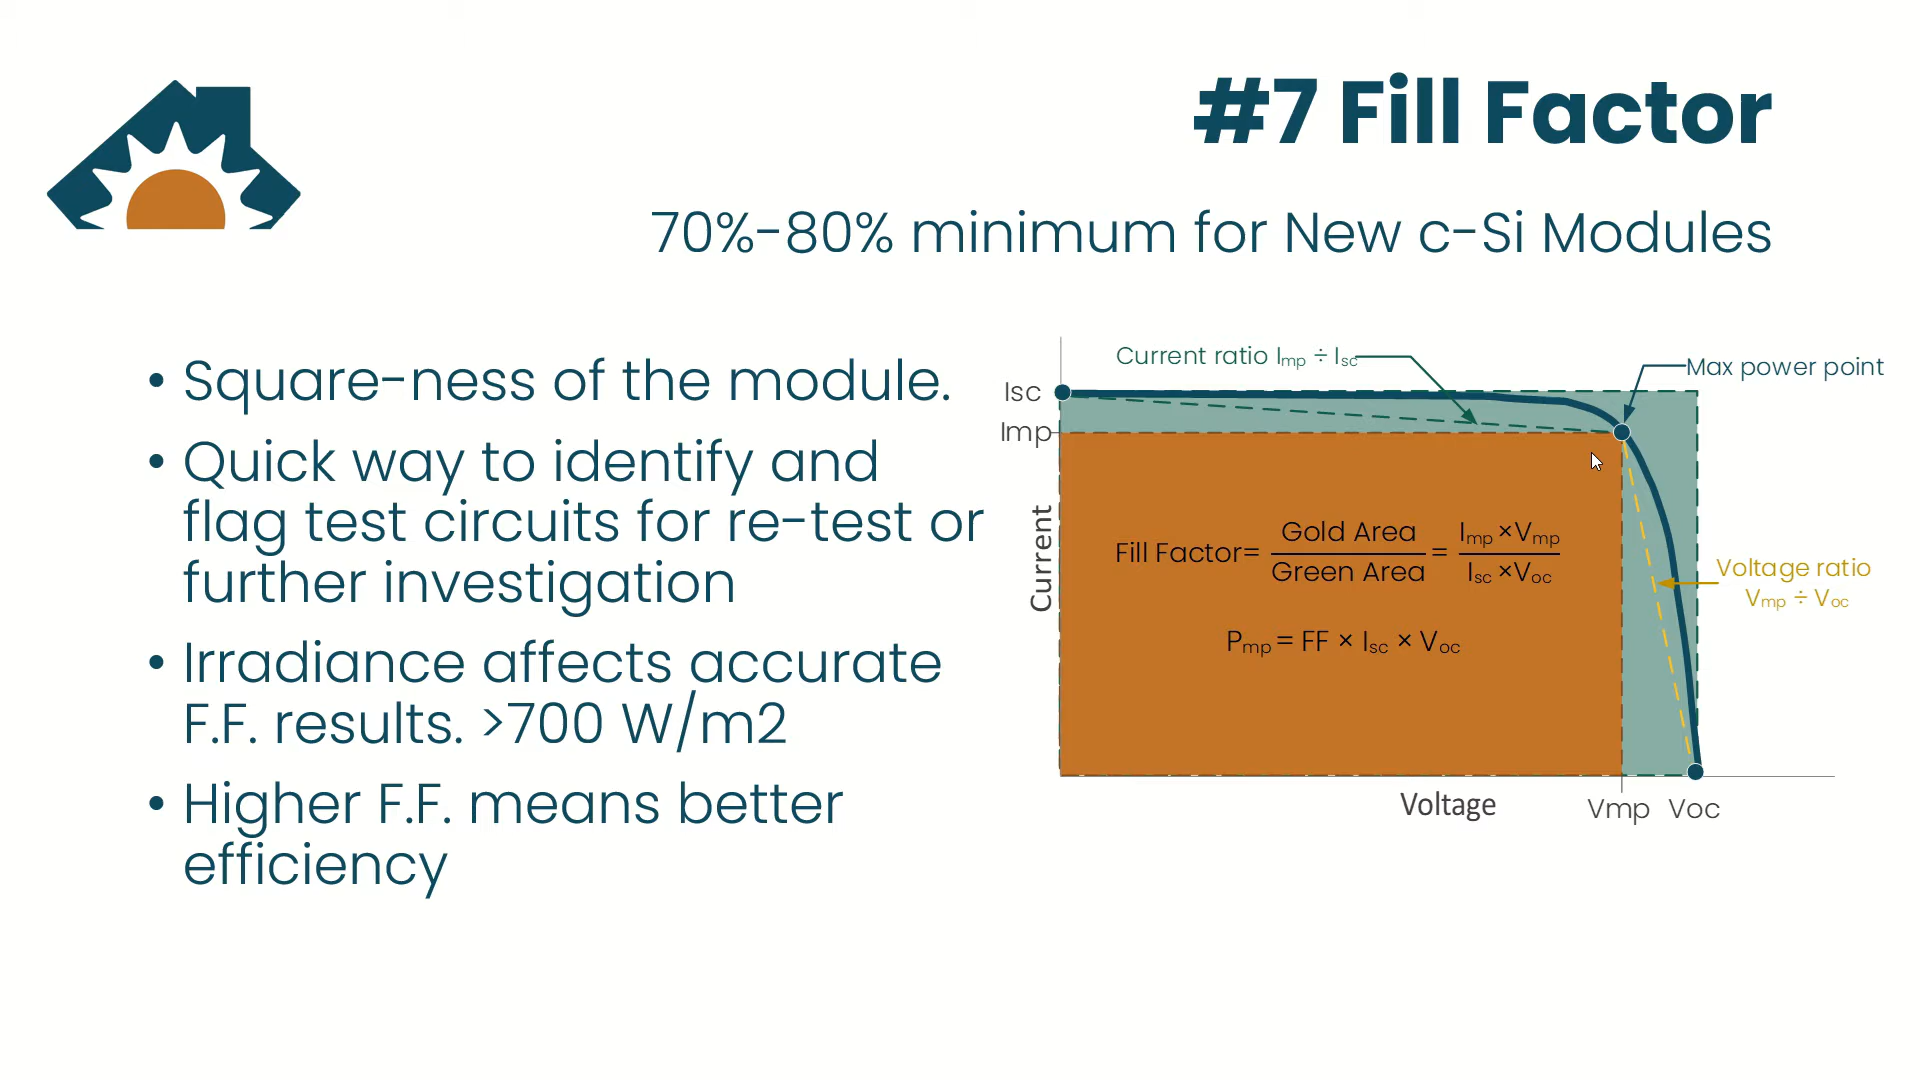 #7 Fill Factor
70%-80% minimum for New c-Si Modules
• Square-ness of the module.
• Quick way to identify and
flag test circuits for re-test or
further investigation
• Irradiance affects accurate
F.F. results. >700 W/m2
• Higher F.F. means better
efficiency
Current ratio Imp ÷ Isc
Max power point
Isc
Imp
Current
Fill Factor= Gold Area / Green Area = Imp ×Vmp / Isc ×Voc
Pmp = FF × Isc × Voc
Voltage ratio
Vmp ÷ Voc
Voltage
Vmp
Voc